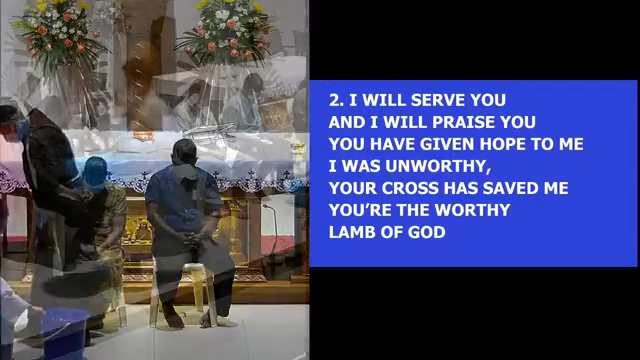 2. I WILL SERVE YOU
AND I WILL PRAISE YOU
YOU HAVE GIVEN HOPE TO ME
I WAS UNWORTHY,
YOUR CROSS HAS SAVED ME
YOU’RE THE WORTHY
LAMB OF GOD